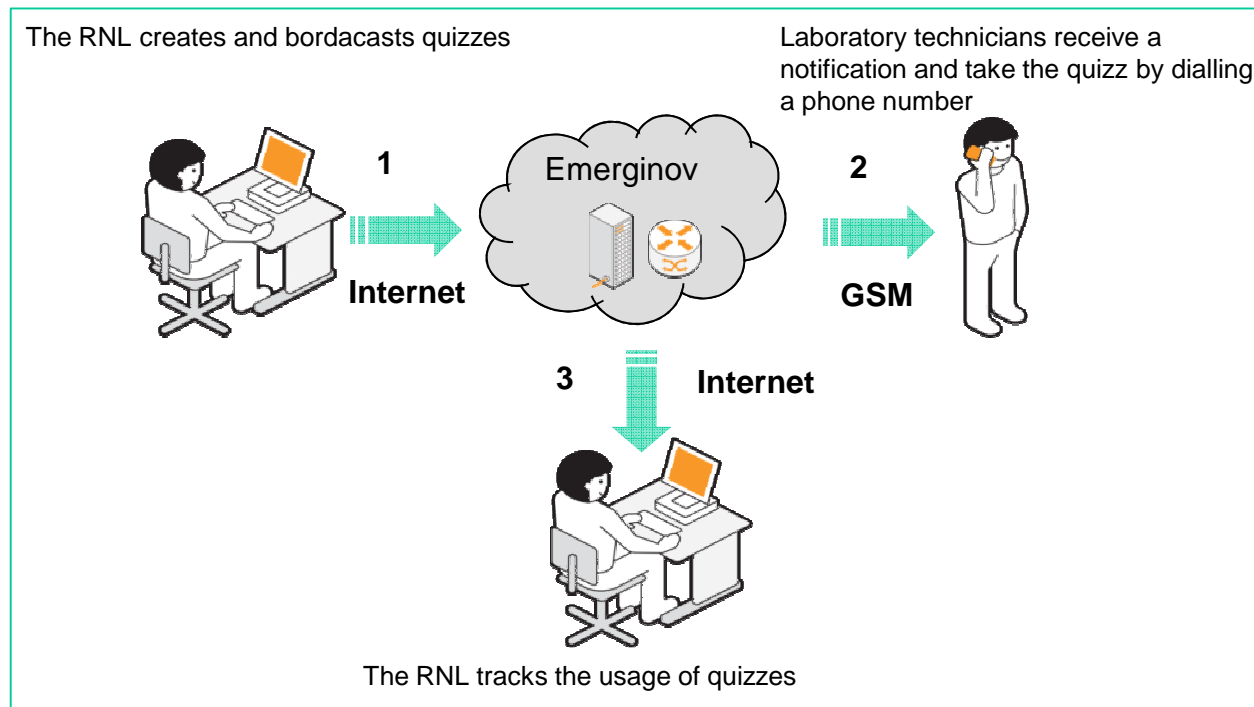 The RNL creates and bordacasts quizzes
Laboratory technicians receive a
notification and take the quizz by dialling
a phone number
1
Emerginov
2
Internet
GSM
3
Internet
The RNL tracks the usage of quizzes